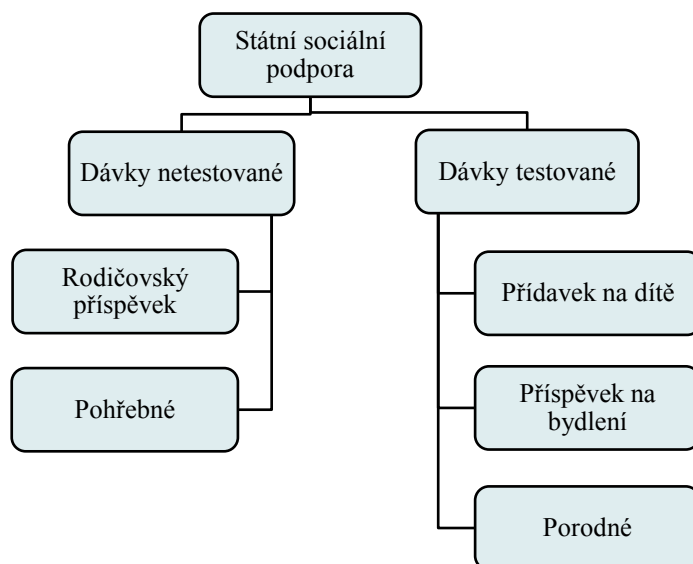 Státní sociální
podpora
Dávky netestované
Dávky testované
Rodičovský
příspěvek
Přídavek na dítě
Pohřebné
Příspěvek na
bydlení
Porodné